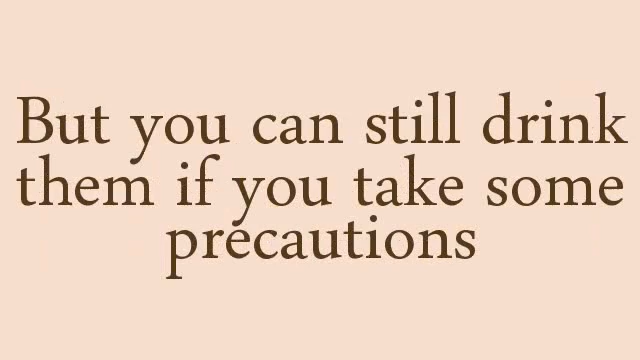 But you can still drink
them if you take some
precautions